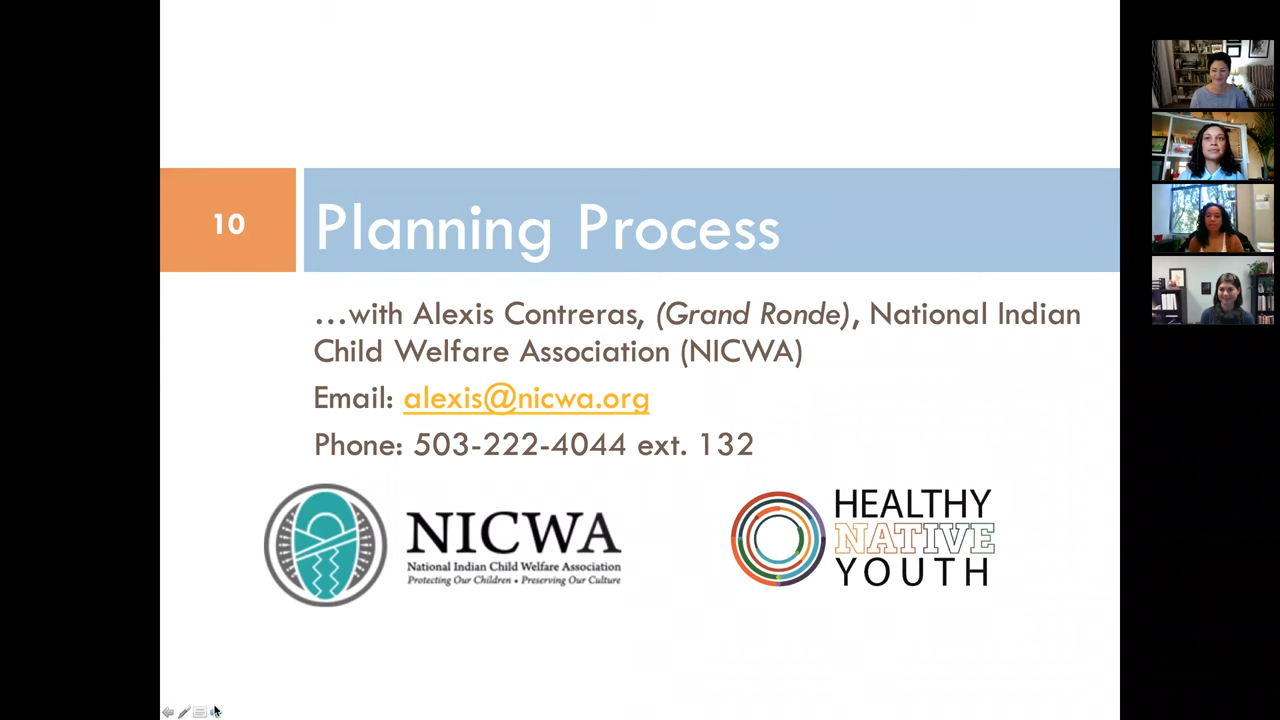 10
Planning Process
…with Alexis Contreras, (Grand Ronde), National Indian
Child Welfare Association (NICWA)
Email: alexis@nicwa.org
Phone: 503-222-4044 ext. 132
NICWA
National Indian Child Welfare Association
Protecting Our Children • Preserving Our Culture
HEALTHY
NATIVE
YOUTH